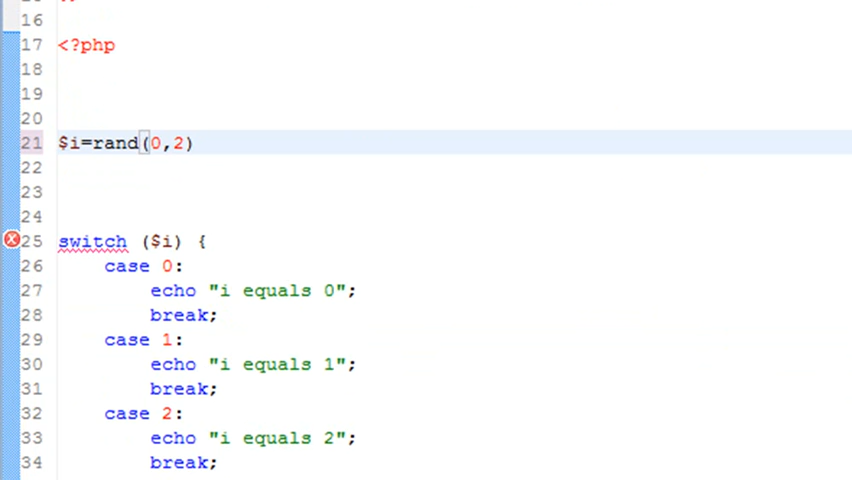 16
17 <?php
18
19
20
21 $i=rand(0,2)
22
23
24
25 switch ($i) {
26 case 0:
27 echo "i equals 0";
28 break;
29 case 1:
30 echo "i equals 1";
31 break;
32 case 2:
33 echo "i equals 2";
34 break;